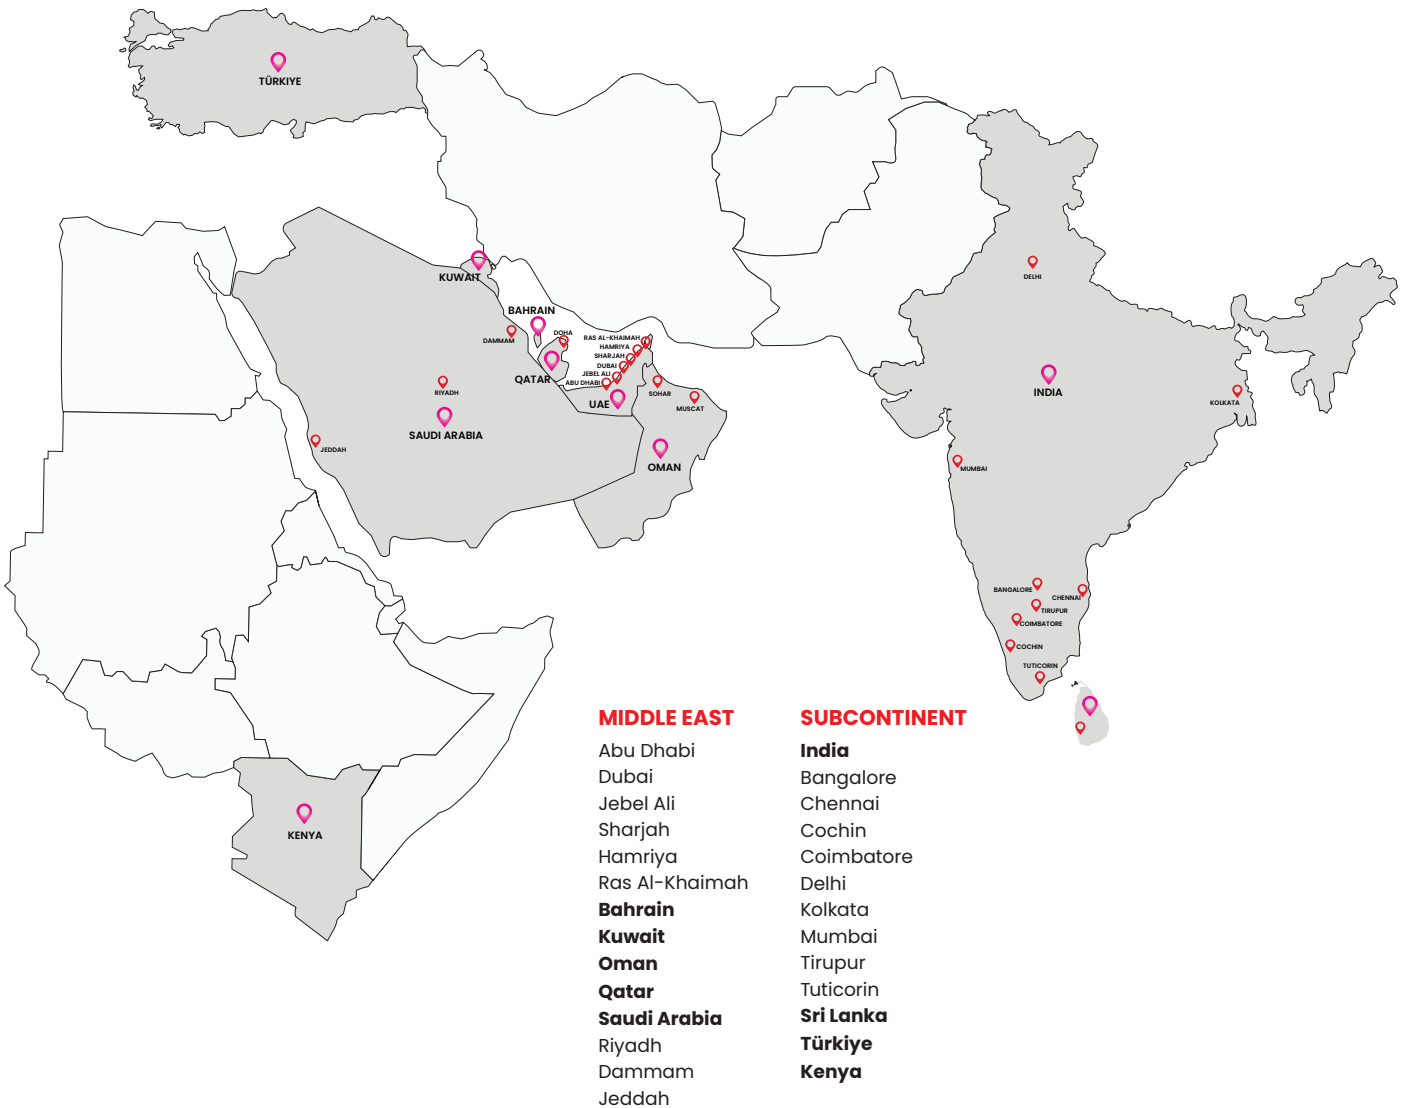 TÜRKIYE
KUWAIT
BAHRAIN
DOHA
DAMMAM
QATAR
RAS AL-KHAIMAH
HAMRIYA
SHARJAH
DUBAI
JEBEL ALI
ABU DHABI
UAE
SOHAR
MUSCAT
RIYADH
SAUDI ARABIA
JEDDAH
OMAN
DELHI
INDIA
KOLKATA
MUMBAI
BANGALORE
CHENNAI
TIRUPUR
COIMBATORE
COCHIN
TUTICORIN
KENYA
MIDDLE EAST
Abu Dhabi
Dubai
Jebel Ali
Sharjah
Hamriya
Ras Al-Khaimah
Bahrain
Kuwait
Oman
Qatar
Saudi Arabia
Riyadh
Dammam
Jeddah
SUBCONTINENT
India
Bangalore
Chennai
Cochin
Coimbatore
Delhi
Kolkata
Mumbai
Tirupur
Tuticorin
Sri Lanka
Türkiye
Kenya